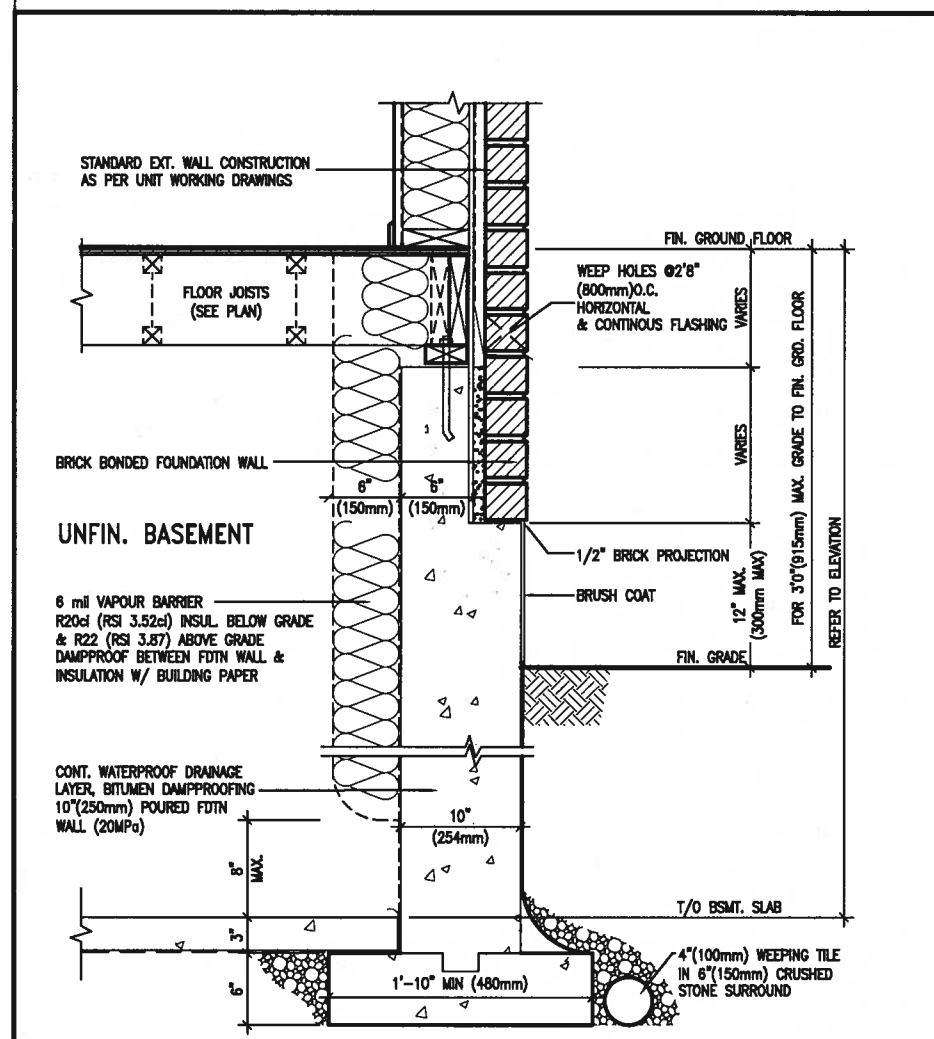 STANDARD EXT. WALL CONSTRUCTION
AS PER UNIT WORKING DRAWINGS
FIN. GROUND FLOOR
WEEP HOLES @2'8"
(800mm)O.C.
HORIZONTAL
& CONTINOUS FLASHING
FLOOR JOISTS
(SEE PLAN)
VARIES
VARIES
12" MAX.
(300mm MAX)
FOR 3'0"(915mm) MAX. GRADE TO FIN. GRD. FLOOR
REFER TO ELEVATION
BRICK BONDED FOUNDATION WALL
6"
(150mm)
6"
(150mm)
UNFIN. BASEMENT
1/2" BRICK PROJECTION
BRUSH COAT
6 mil VAPOUR BARRIER
R20ci (RSI 3.52ci) INSUL. BELOW GRADE
& R22 (RSI 3.87) ABOVE GRADE
DAMPPROOF BETWEEN FDTN WALL &
INSULATION W/ BUILDING PAPER
FIN. GRADE
CONT. WATERPROOF DRAINAGE
LAYER, BITUMEN DAMPPROOFING
10"(250mm) POURED FDTN
WALL (20MPa)
10"
(254mm)
8"
MAX.
T/O BSMT. SLAB
3"
6"
1'-10" MIN (480mm)
4"(100mm) WEEPING TILE
IN 6"(150mm) CRUSHED
STONE SURROUND